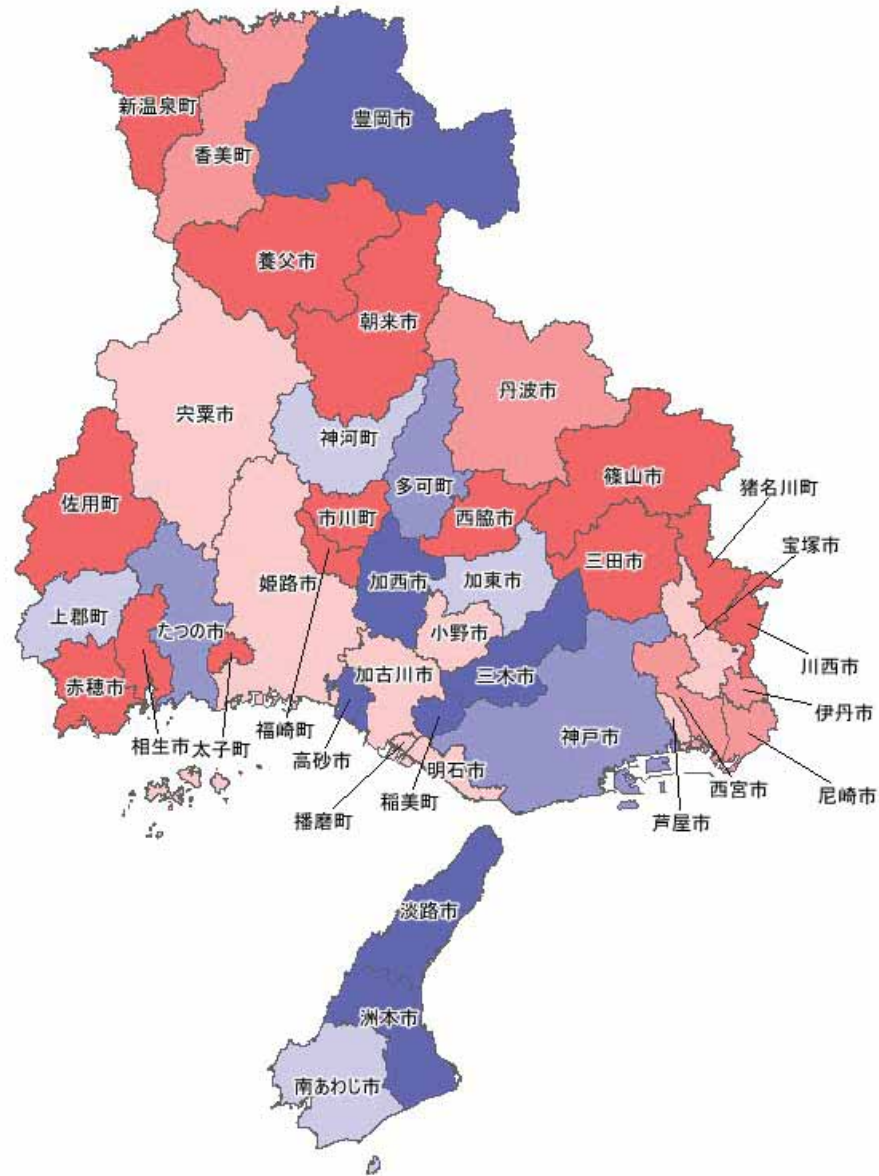 新温泉町
香美町
豊岡市
養父市
朝来市
丹波市
宍粟市
神河町
多可町
篠山市
猪名川町
佐用町
市川町
西脇市
宝塚市
姫路市
加西市
加東市
三田市
上郡町
たつの市
小野市
川西市
赤穂市
加古川市
三木市
伊丹市
相生市
太子町
福崎町
高砂市
神戸市
明石市
播磨町
稲美町
西宮市
尼崎市
芦屋市
淡路市
洲本市
南あわじ市